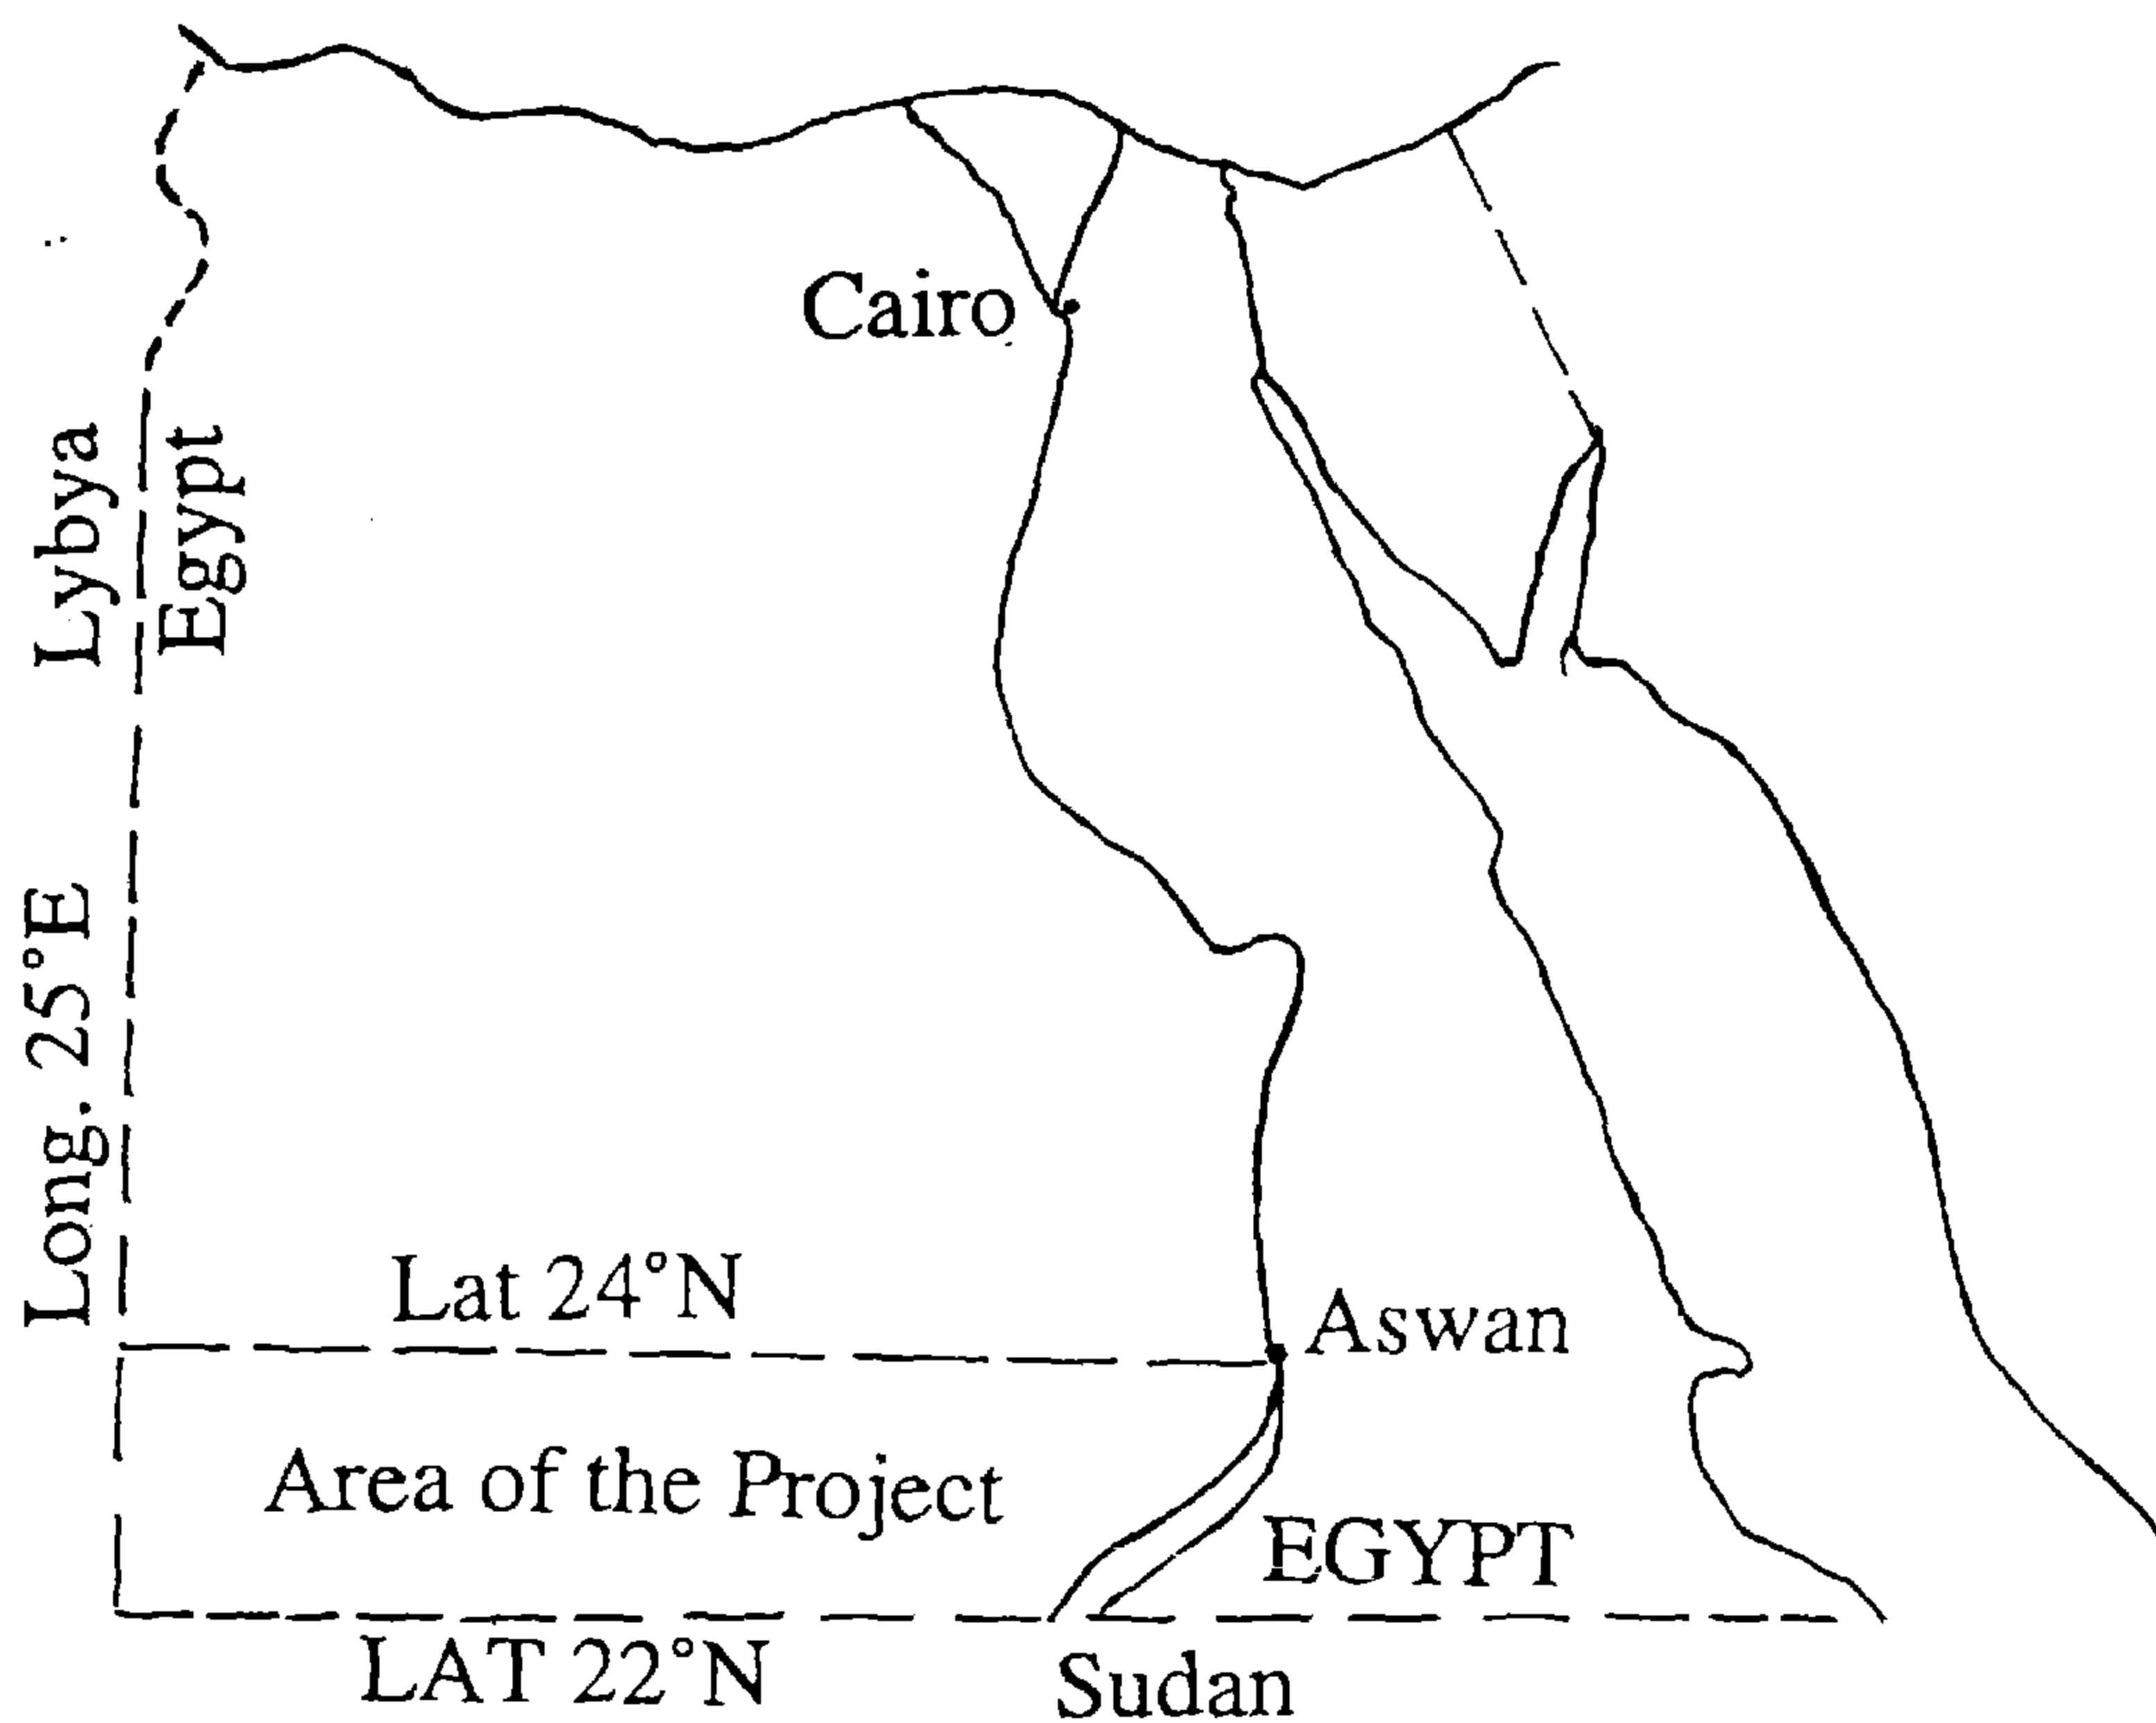 Cairo
Lybya
Egypt
Long. 25°E
Lat 24°N
Aswan
Area of the Project
EGYPT
LAT 22°N
Sudan